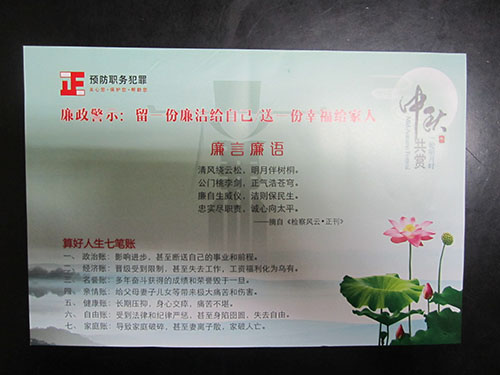 正 预防职务犯罪
廉政警示：留一份廉洁给自己 送一份幸福给家人
中秋
共赏
廉言廉语
清风绕云松，明月伴树桐。
公门桃李剑，正气浩苍穹。
廉自生威仪，洁则保民生。
忠实尽职责，诚心向太平。
——摘自《检察风云·正刊》
算好人生七笔账
一、政治账：影响进步，甚至断送自己的事业和前程。
二、经济账：晋级受到限制，甚至失去工作，工资福利化为乌有。
三、名誉账：多年奋斗获得的成绩和荣誉毁于一旦。
四、亲情账：给父母妻子儿女等带来极大痛苦和伤害。
五、健康账：长期压抑，身心交瘁，痛苦不堪。
六、自由账：受到法律和纪律严惩，甚至身陷囹圄，失去自由。
七、家庭账：导致家庭破碎，甚至妻离子散，家破人亡。